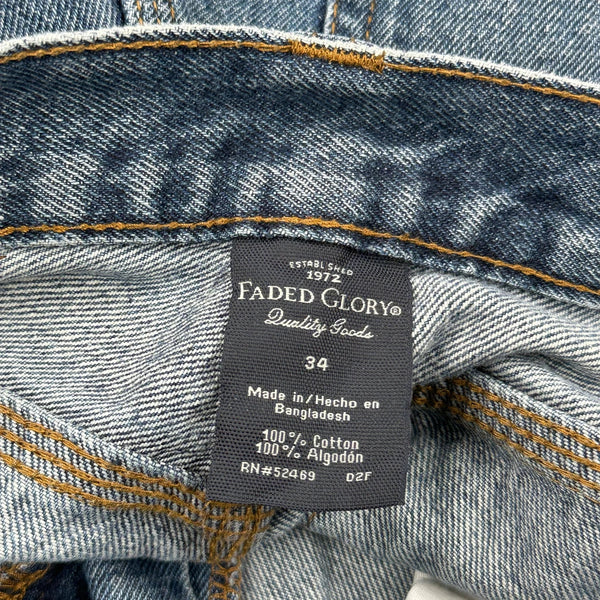 ESTABLISHED
1972
FADED GLORY®
Quality Goods
34
Made in/Hecho en
Bangladesh
100% Cotton
100% Algodón
RN#52469 D2F